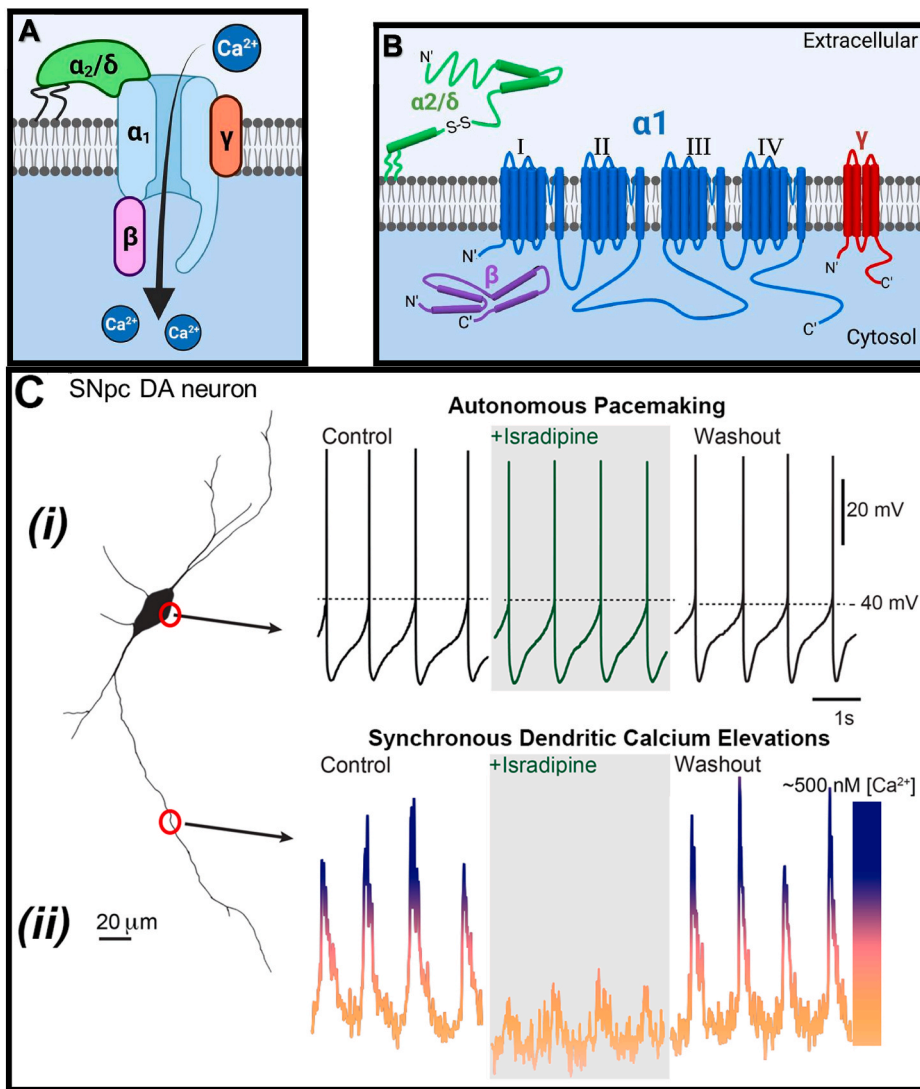 A
α₂/δ
Ca²⁺
α₁
γ
β
Ca²⁺
Ca²⁺
B
Extracellular
N'
α2/δ
S-S
α1
I
II
III
IV
γ
N'
β
N'
C'
N'
C'
C'
Cytosol
C
SNpc DA neuron
Autonomous Pacemaking
Control
+Isradipine
Washout
(i)
20 mV
- 40 mV
1s
Synchronous Dendritic Calcium Elevations
Control
+Isradipine
Washout
~500 nM [Ca²⁺]
(ii)
20 μm